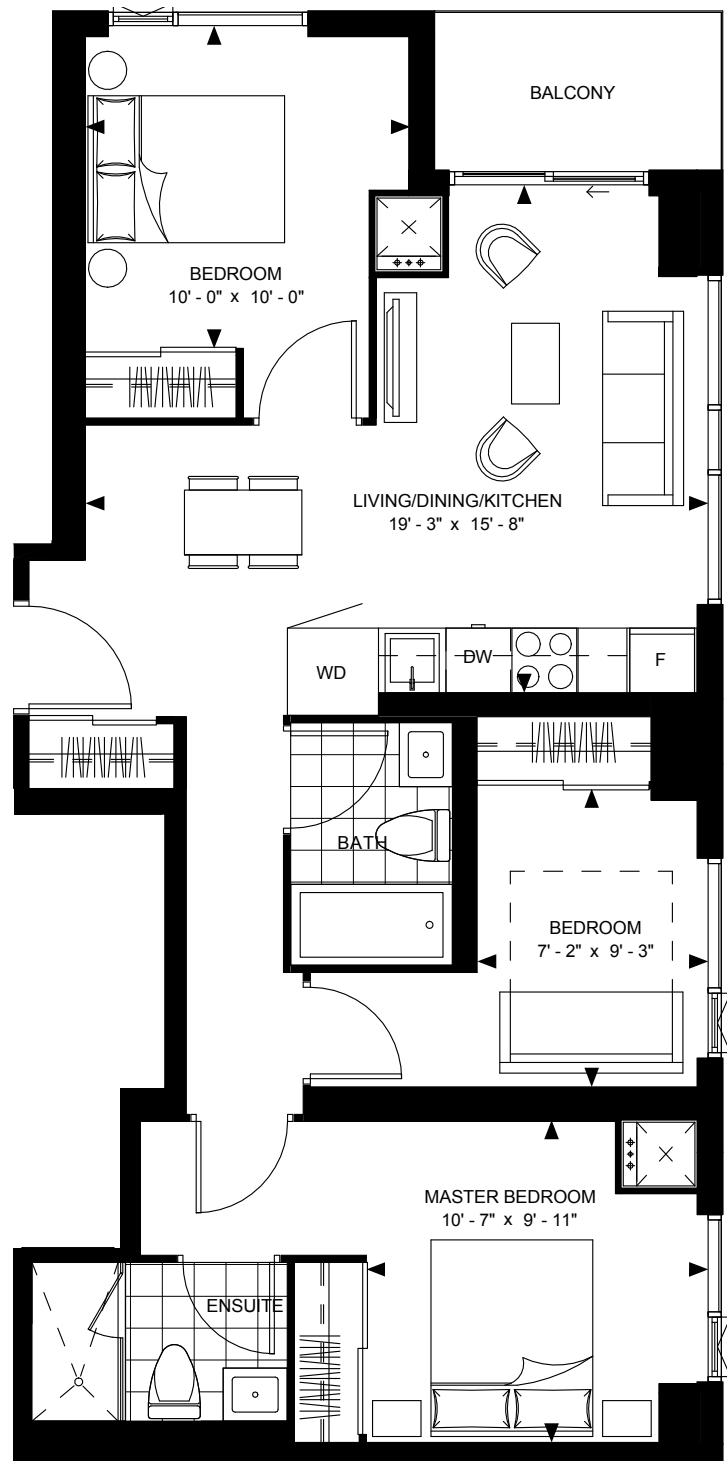 BALCONY
BEDROOM
10' - 0" x 10' - 0"
LIVING/DINING/KITCHEN
19' - 3" x 15' - 8"
WD
DW
F
BATH
BEDROOM
7' - 2" x 9' - 3"
MASTER BEDROOM
10' - 7" x 9' - 11"
ENSUITE